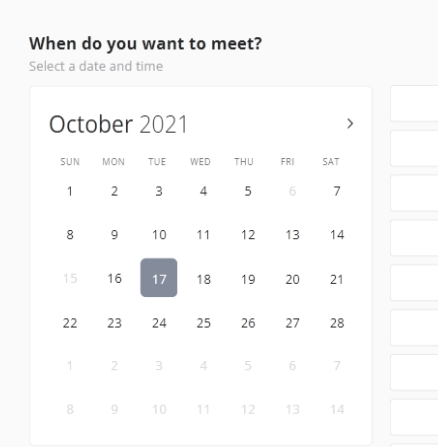 When do you want to meet?
Select a date and time
October 2021 >
SUN MON TUE WED THU FRI SAT
1 2 3 4 5 6 7
8 9 10 11 12 13 14
15 16 17 18 19 20 21
22 23 24 25 26 27 28
1 2 3 4 5 6 7
8 9 10 11 12 13 14